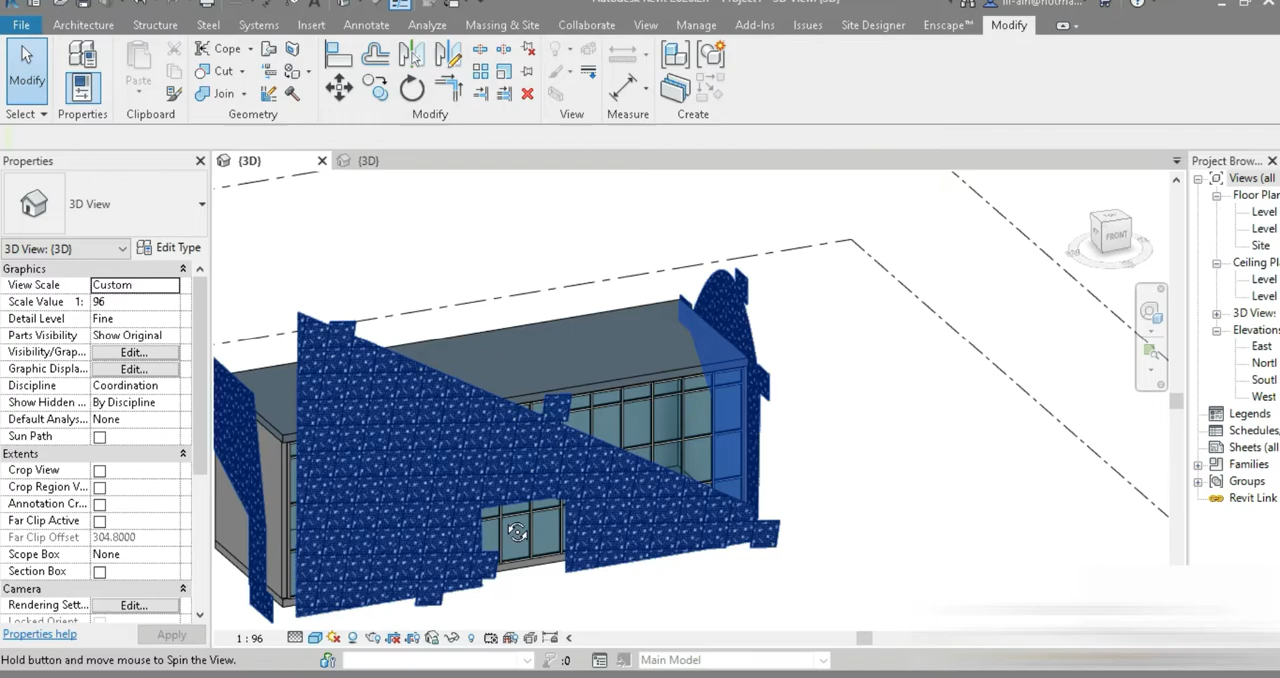 File Architecture Structure Steel Systems Insert Annotate Analyze Massing & Site Collaborate View Manage Add-Ins Issues Site Designer Enscape™ Modify
Modify
Paste
Cope
Cut
Join
Select Properties Clipboard Geometry Modify View Measure Create
Properties
{3D}
{3D}
Project Brow...
3D View
3D View: {3D}
Edit Type
Graphics
View Scale Custom
Scale Value 1: 96
Detail Level Fine
Parts Visibility Show Original
Visibility/Grap... Edit...
Graphic Displa... Edit...
Discipline Coordination
Show Hidden ... By Discipline
Default Analys... None
Sun Path
Extents
Crop View
Crop Region V...
Annotation Cr...
Far Clip Active
Far Clip Offset 304.8000
Scope Box None
Section Box
Camera
Rendering Sett... Edit...
Properties help
Apply
FRONT
Views (all
Floor Plan
Level
Level
Site
Ceiling Pl
Level
Level
3D Views
Elevations
East
North
South
West
Legends
Schedules,
Sheets (all
Families
Groups
Revit Link
1 : 96
Hold button and move mouse to Spin the View.
:0
Main Model